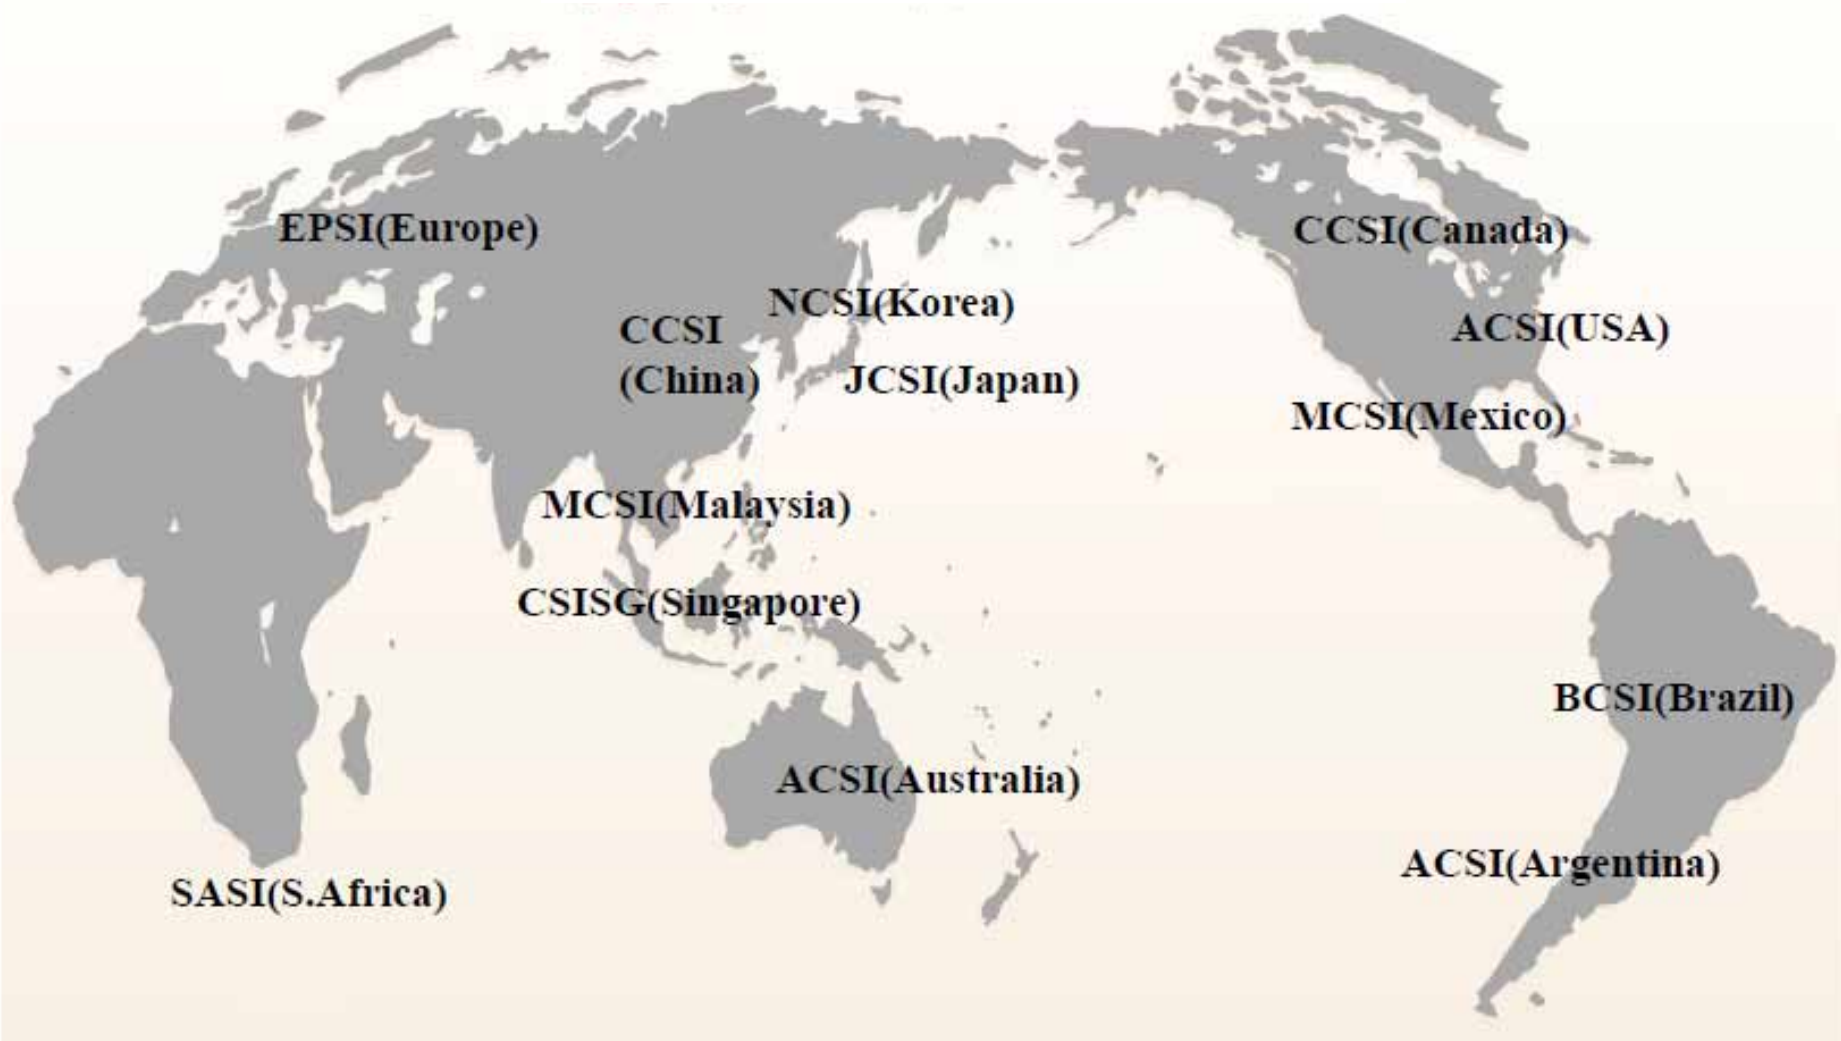 EPSI(Europe)
CCSI(Canada)
NCSI(Korea)
CCSI
(China)
ACSI(USA)
JCSI(Japan)
MCSI(Mexico)
MCSI(Malaysia)
CSISG(Singapore)
BCSI(Brazil)
ACSI(Australia)
ACSI(Argentina)
SASI(S.Africa)